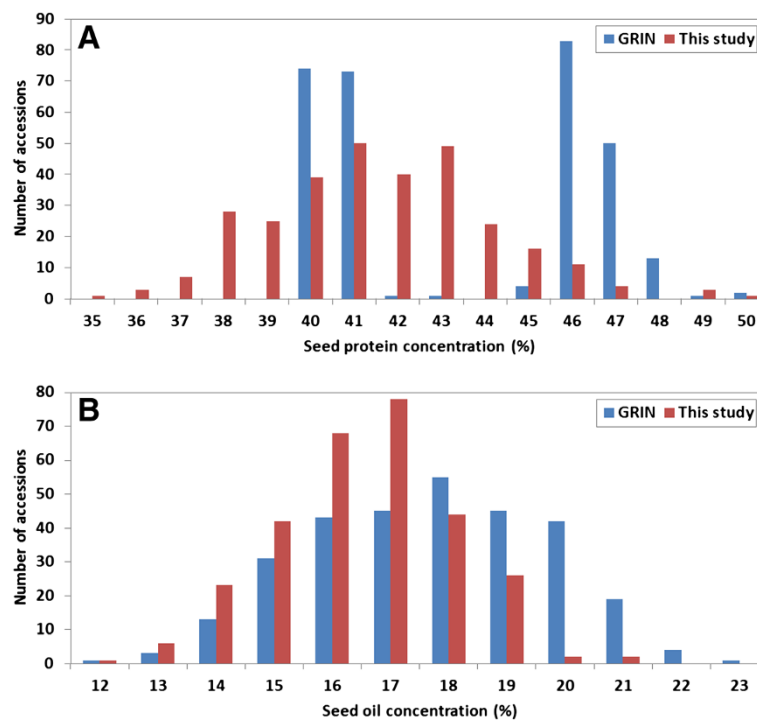 A
GRIN This study
Number of accessions
90
80
70
60
50
40
30
20
10
0
35 36 37 38 39 40 41 42 43 44 45 46 47 48 49 50
Seed protein concentration (%)
B
GRIN This study
Number of accessions
80
70
60
50
40
30
20
10
0
12 13 14 15 16 17 18 19 20 21 22 23
Seed oil concentration (%)